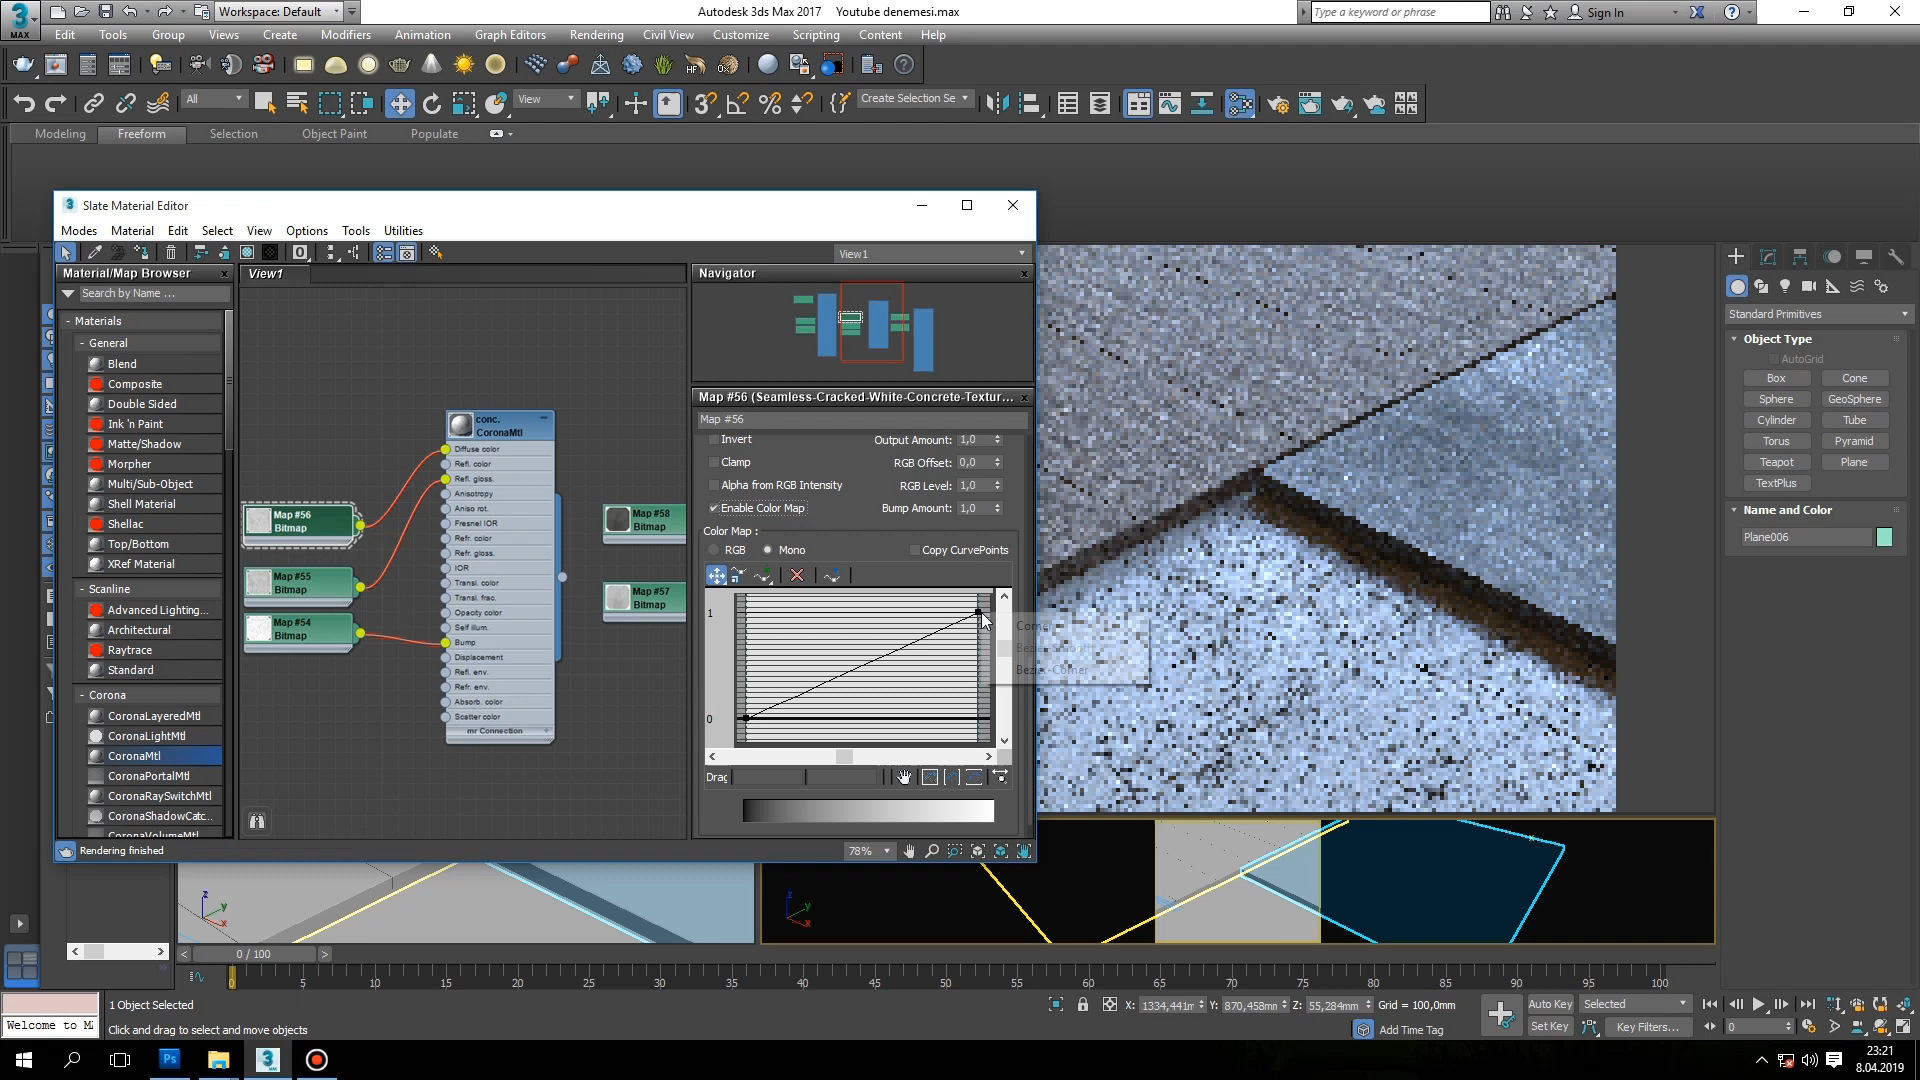 Workspace: Default
Autodesk 3ds Max 2017    Youtube denemesi.max
Type a keyword or phrase
Sign In
MAX
Edit Tools Group Views Create Modifiers Animation Graph Editors Rendering Civil View Customize Scripting Content Help
All
View
Create Selection Se
Modeling Freeform Selection Object Paint Populate
Slate Material Editor
Modes Material Edit Select View Options Tools Utilities
View1
Material/Map Browser
View1
Navigator
Search by Name ...
- Materials
- General
Blend
Composite
Double Sided
Ink 'n Paint
Matte/Shadow
Morpher
Multi/Sub-Object
Shell Material
Shellac
Top/Bottom
XRef Material
- Scanline
Advanced Lighting...
Architectural
Raytrace
Standard
- Corona
CoronaLayeredMtl
CoronaLightMtl
CoronaMtl
CoronaPortalMtl
CoronaRaySwitchMtl
CoronaShadowCatc..
CoronaVolumeMtl
Map #56
Bitmap
Map #55
Bitmap
Map #54
Bitmap
conc.
CoronaMtl
Diffuse color
Refl. color
Refl. gloss.
Anisotropy
Aniso rot.
Fresnel IOR
Refr. color
Refr. gloss.
IOR
Transl. color
Transl. frac.
Opacity color
Self illum.
Bump
Displacement
Refl. env.
Refr. env.
Absorb. color
Scatter color
mr Connection
Map #58
Bitmap
Map #57
Bitmap
Map #56 (Seamless-Cracked-White-Concrete-Textur...
Map #56
Invert
Output Amount: 1,0
Clamp
RGB Offset: 0,0
Alpha from RGB Intensity
RGB Level: 1,0
Enable Color Map
Bump Amount: 1,0
Color Map :
RGB Mono Copy CurvePoints
1
0
Drag
Rendering finished
78%
Standard Primitives
Object Type
AutoGrid
Box Cone
Sphere GeoSphere
Cylinder Tube
Torus Pyramid
Teapot Plane
TextPlus
Name and Color
Plane006
z
y
x
z
y
x
0 / 100
0 5 10 15 20 25 30 35 40 45 50 55 60 65 70 75 80 85 90 95 100
1 Object Selected
Welcome to M
Click and drag to select and move objects
X: 1334,441m Y: 870,458mm Z: 55,284mm Grid = 100,0mm
Add Time Tag
Auto Key Selected
Set Key Key Filters...
0
Ps
3
23:21
8.04.2019